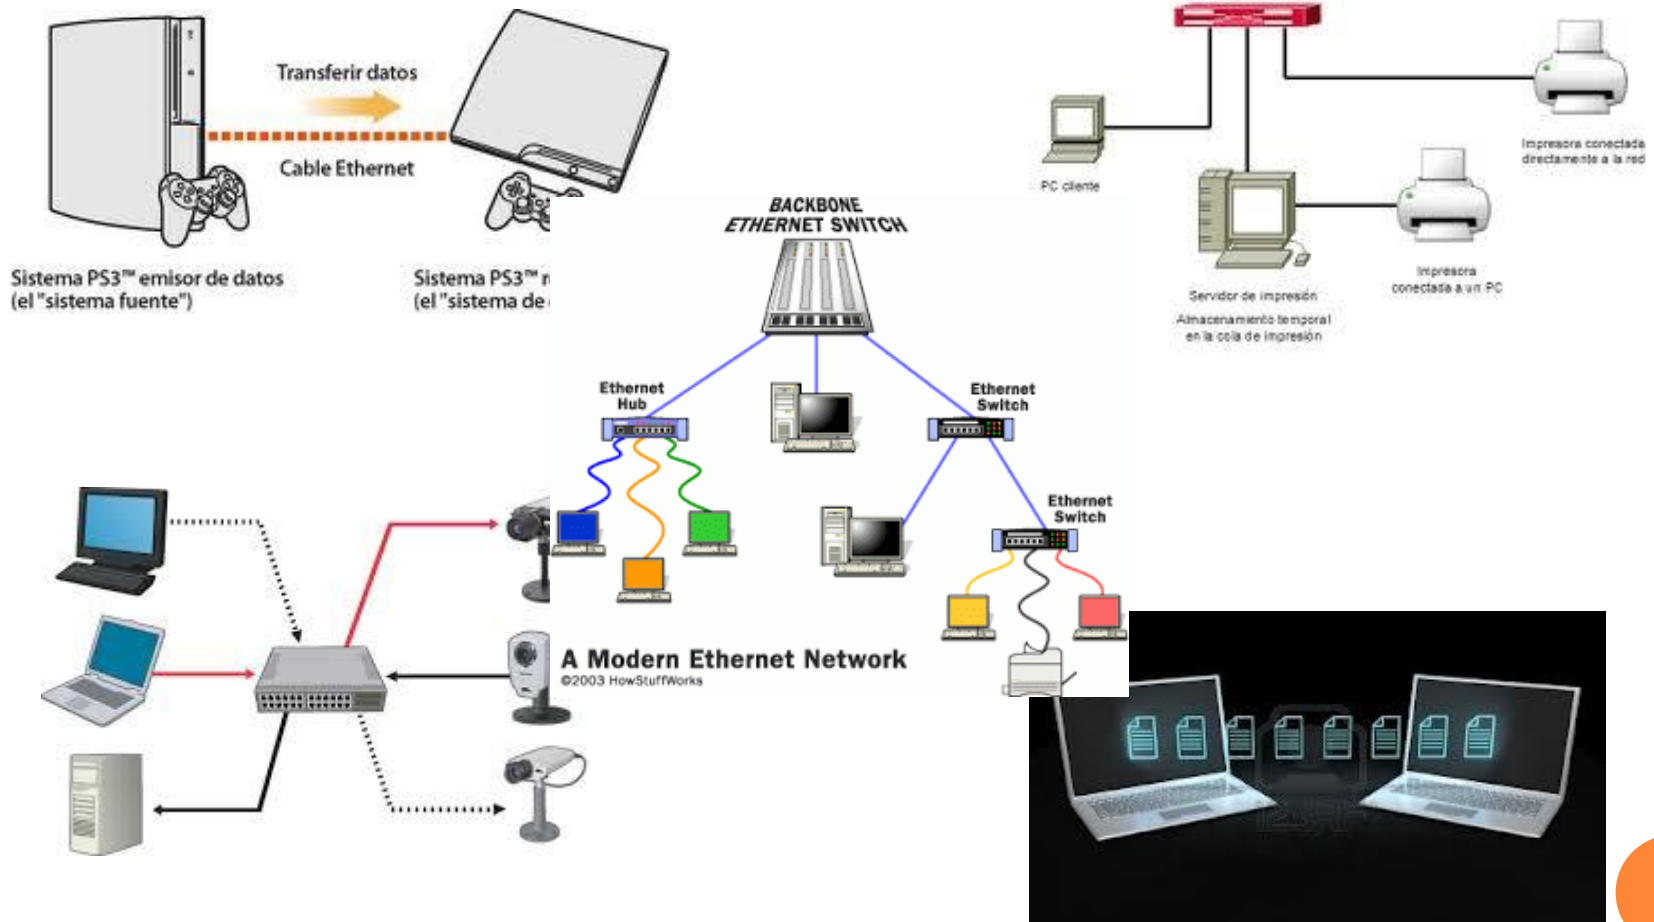 Transferir datos
Cable Ethernet
Sistema PS3™ emisor de datos
(el "sistema fuente")
Sistema PS3™
(el "sistema de
PC cliente
Impresora conectada
directamente a la red
Servidor de impresión
Almacenamiento temporal
en la cola de impresión
Impresora
conectada a un PC
BACKBONE
ETHERNET SWITCH
Ethernet
Hub
Ethernet
Switch
Ethernet
Switch
A Modern Ethernet Network
©2003 HowStuffWorks